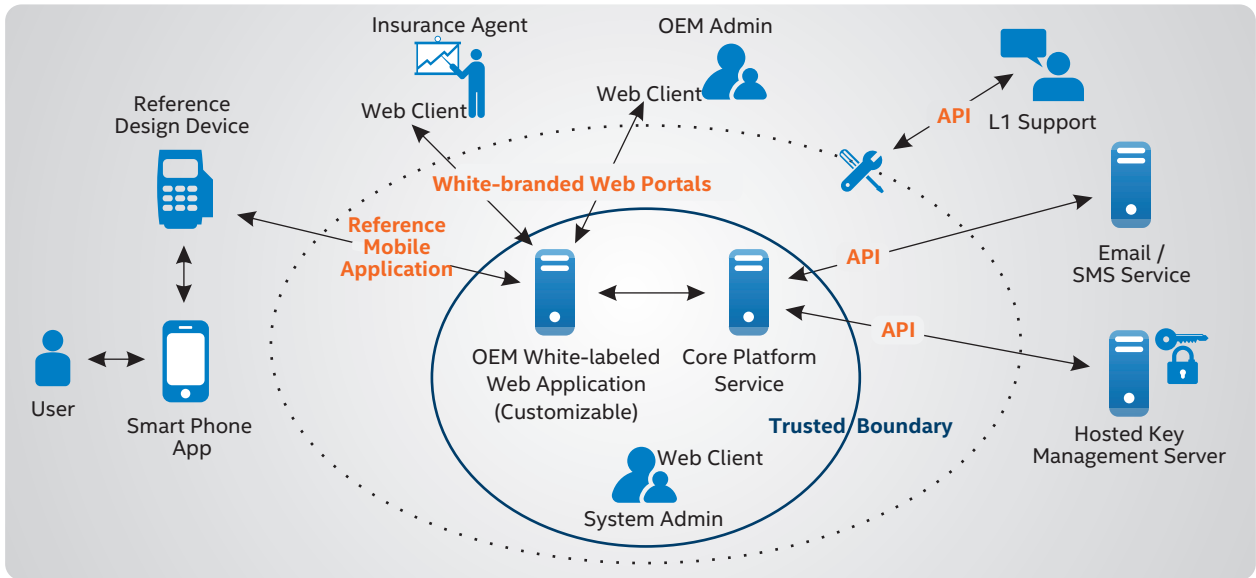 Insurance Agent
Web Client
OEM Admin
Web Client
API
L1 Support
Reference
Design Device
White-branded Web Portals
Reference
Mobile
Application
API
Email /
SMS Service
API
User
Smart Phone
App
OEM White-labeled
Web Application
(Customizable)
Core Platform
Service
Trusted Boundary
Hosted Key
Management Server
Web Client
System Admin